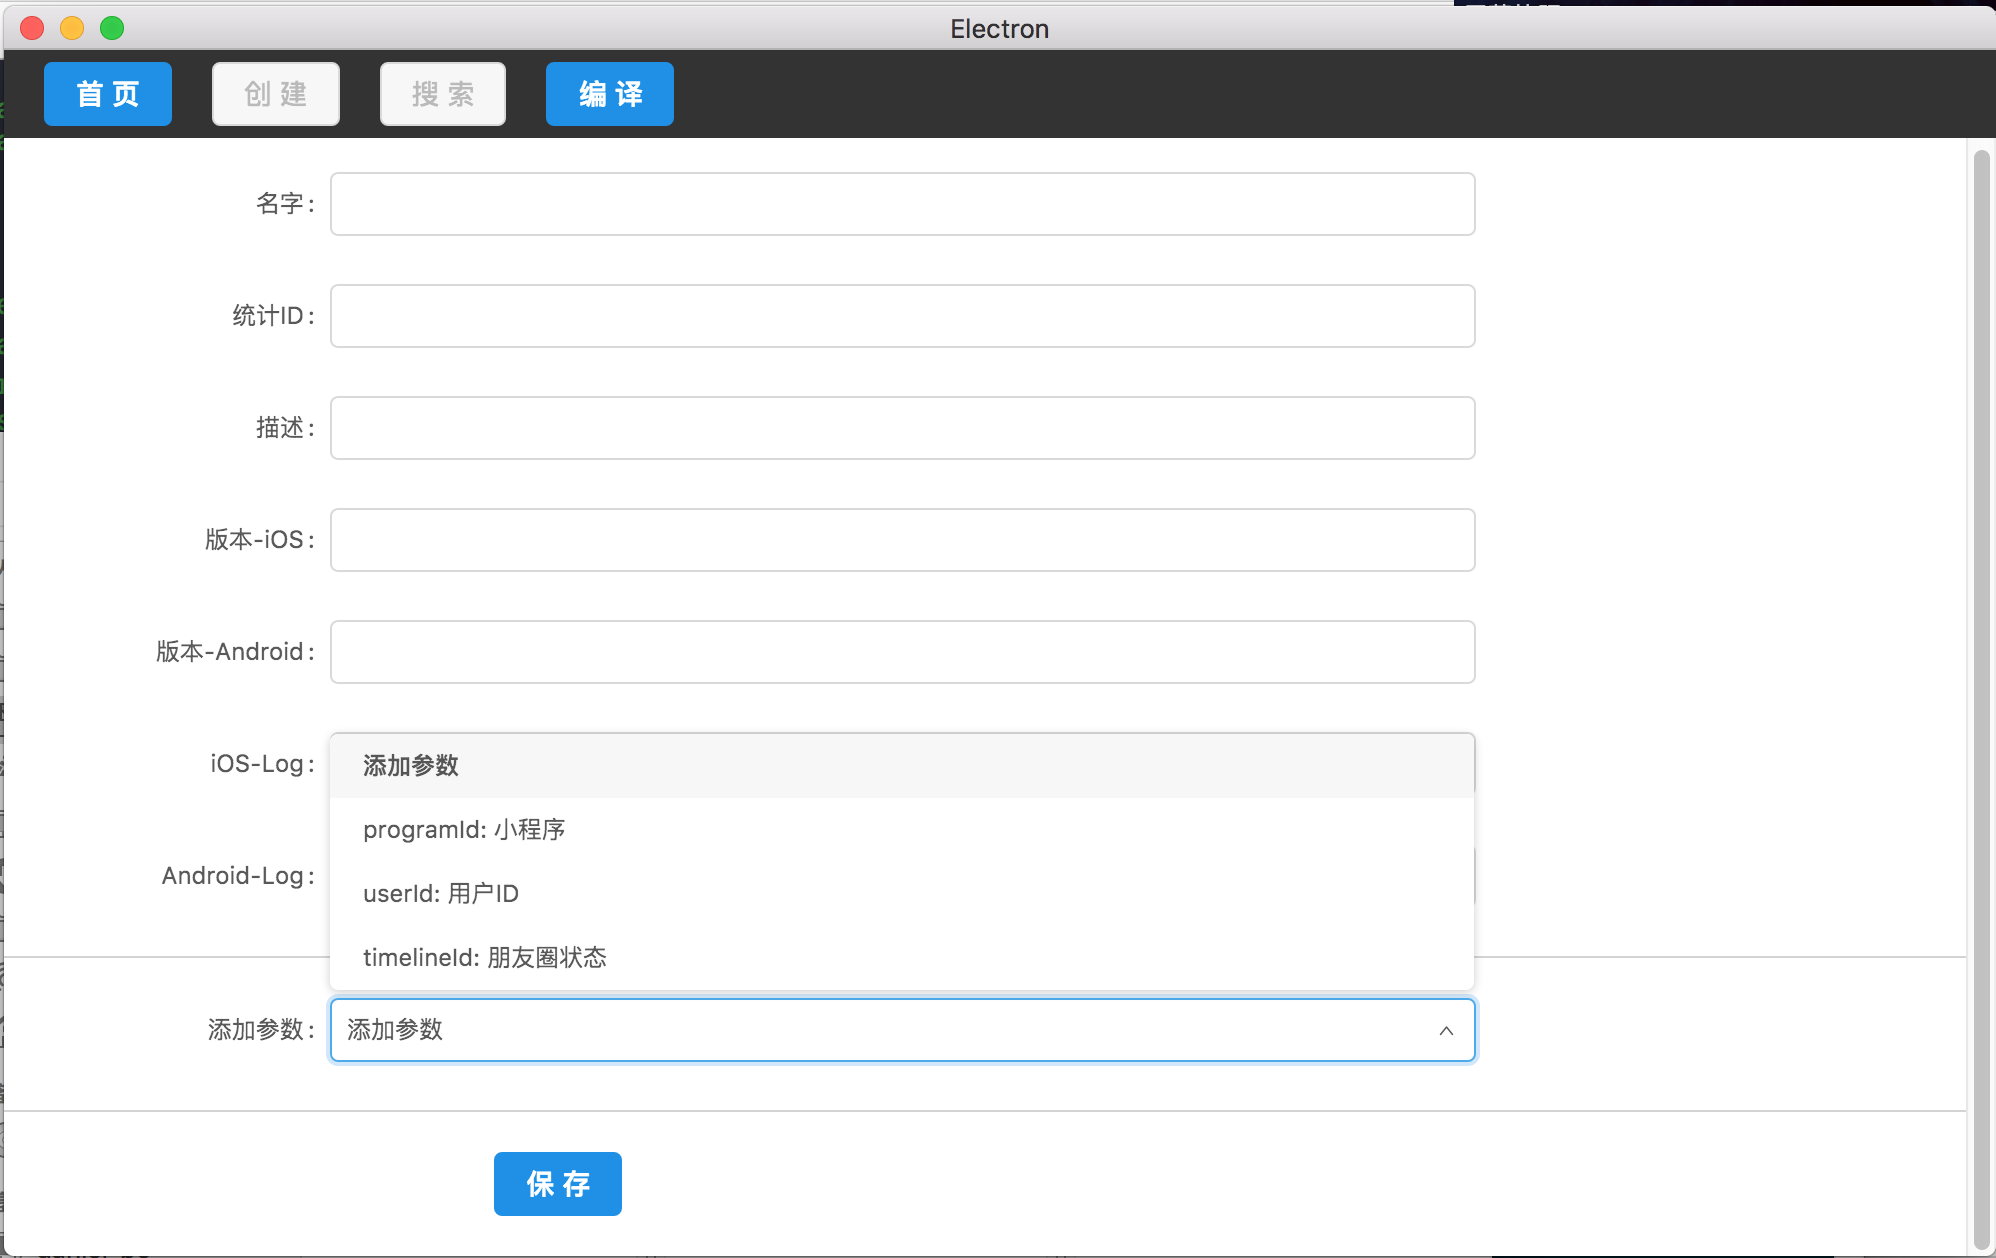 Electron
首 页
创 建
搜 索
编 译
名字:
统计ID:
描述:
版本-iOS:
版本-Android:
iOS-Log:
添加参数
programId: 小程序
Android-Log:
userId: 用户ID
timelineId: 朋友圈状态
添加参数:
添加参数
保 存